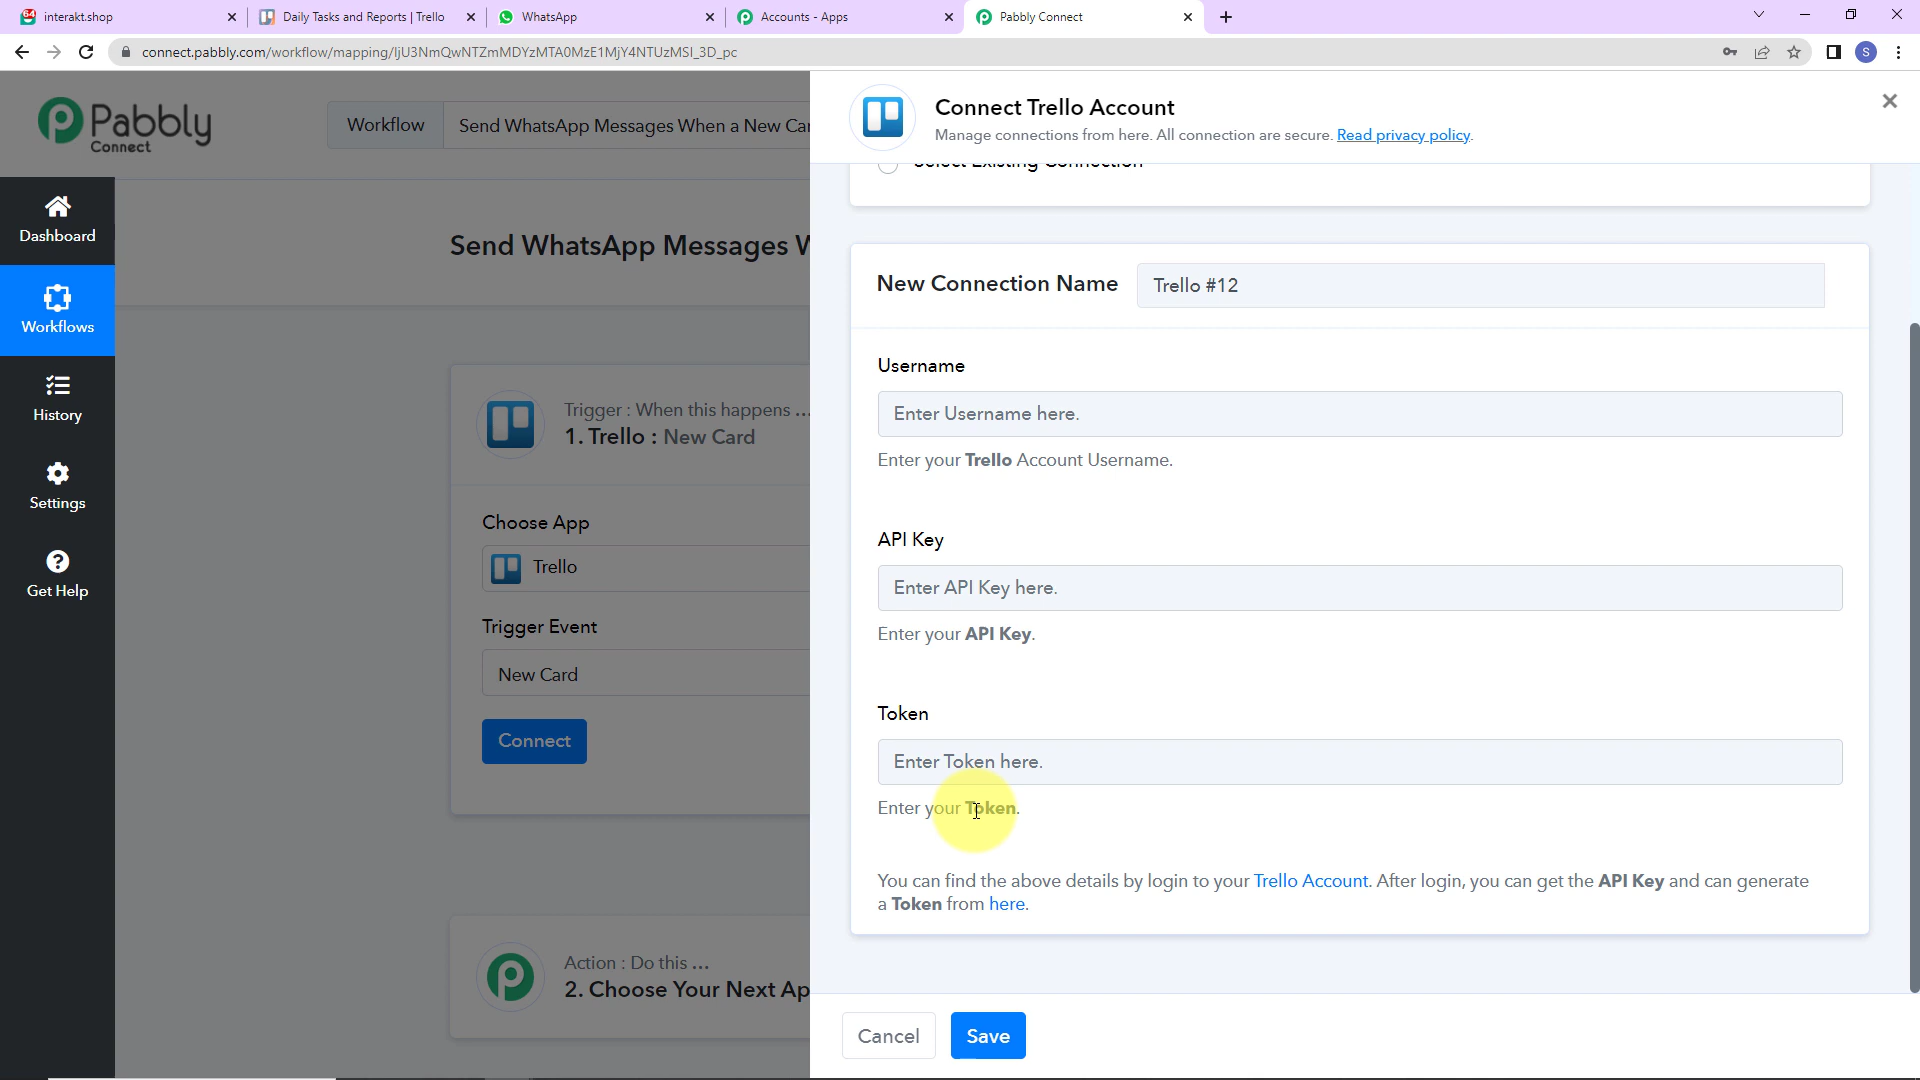 interakt.shop
Daily Tasks and Reports | Trello
WhatsApp
Accounts - Apps
Pabbly Connect
connect.pabbly.com/workflow/mapping/IjU3NmQwNTZmMDYzMTA0MzE1MjY4NTUzMSI_3D_pc
S
Pabbly
Connect
Workflow
Send WhatsApp Messages When a New Car
Dashboard
Workflows
History
Settings
Get Help
Send WhatsApp Messages W
Trigger : When this happens ...
1. Trello : New Card
Choose App
Trello
Trigger Event
New Card
Connect
Action : Do this ...
2. Choose Your Next Ap
Connect Trello Account
Manage connections from here. All connection are secure. Read privacy policy.
Select Existing Connection
New Connection Name
Trello #12
Username
Enter Username here.
Enter your Trello Account Username.
API Key
Enter API Key here.
Enter your API Key.
Token
Enter Token here.
Enter your Token.
You can find the above details by login to your Trello Account. After login, you can get the API Key and can generate
a Token from here.
Cancel
Save